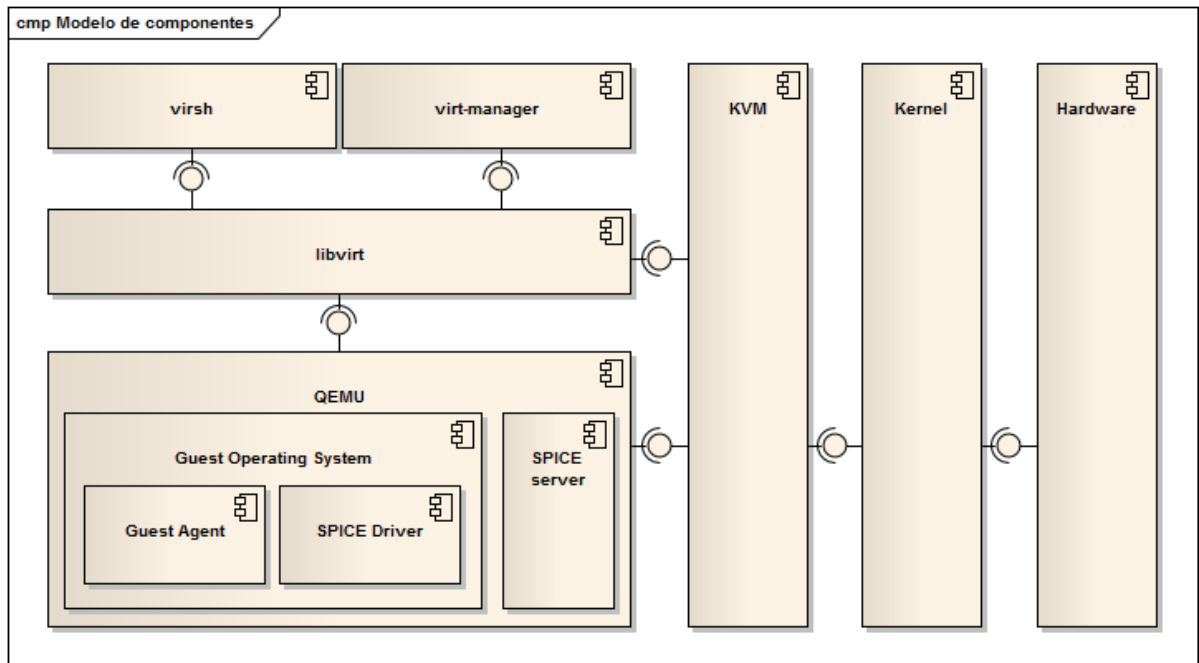 cmp Modelo de componentes
virsh
virt-manager
KVM
Kernel
Hardware
libvirt
QEMU
Guest Operating System
SPICE
server
Guest Agent
SPICE Driver